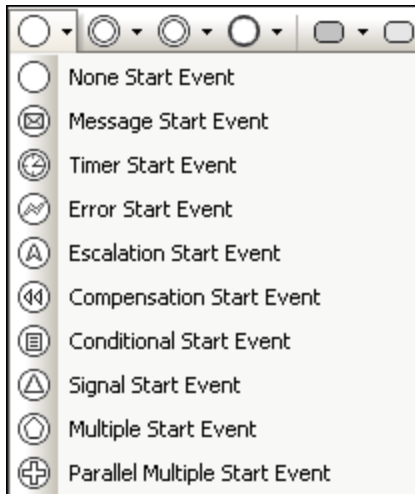 None Start Event
Message Start Event
Timer Start Event
Error Start Event
Escalation Start Event
Compensation Start Event
Conditional Start Event
Signal Start Event
Multiple Start Event
Parallel Multiple Start Event